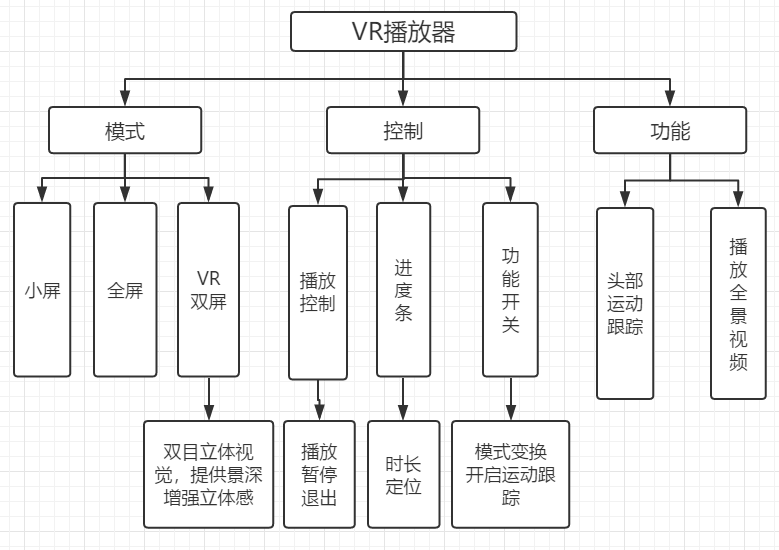 VR播放器
模式
控制
功能
小屏
全屏
VR
双屏
播放
控制
进
度
条
功
能
开
关
头部
运动
跟踪
播
放
全
景
视
频
双目立体视
觉，提供景深
增强立体感
播放
暂停
退出
时长
定位
模式变换
开启运动跟
踪